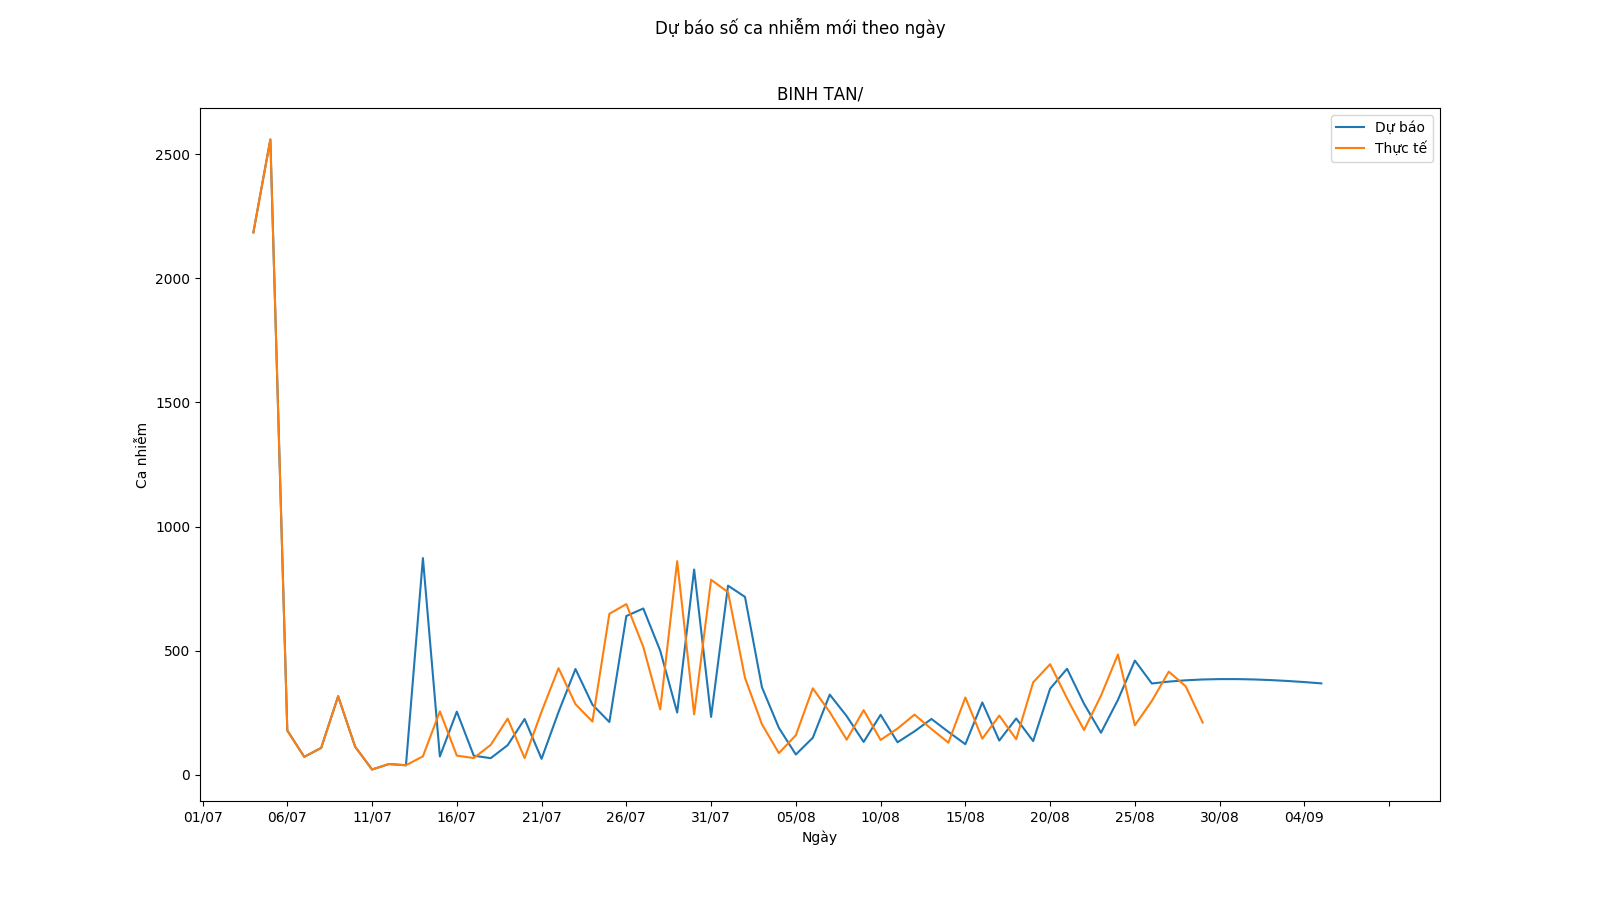 Dự báo số ca nhiễm mới theo ngày
BINH TAN/
Dự báo
Thực tế
Ca nhiễm
2500
2000
1500
1000
500
0
01/07 06/07 11/07 16/07 21/07 26/07 31/07 05/08 10/08 15/08 20/08 25/08 30/08 04/09
Ngày